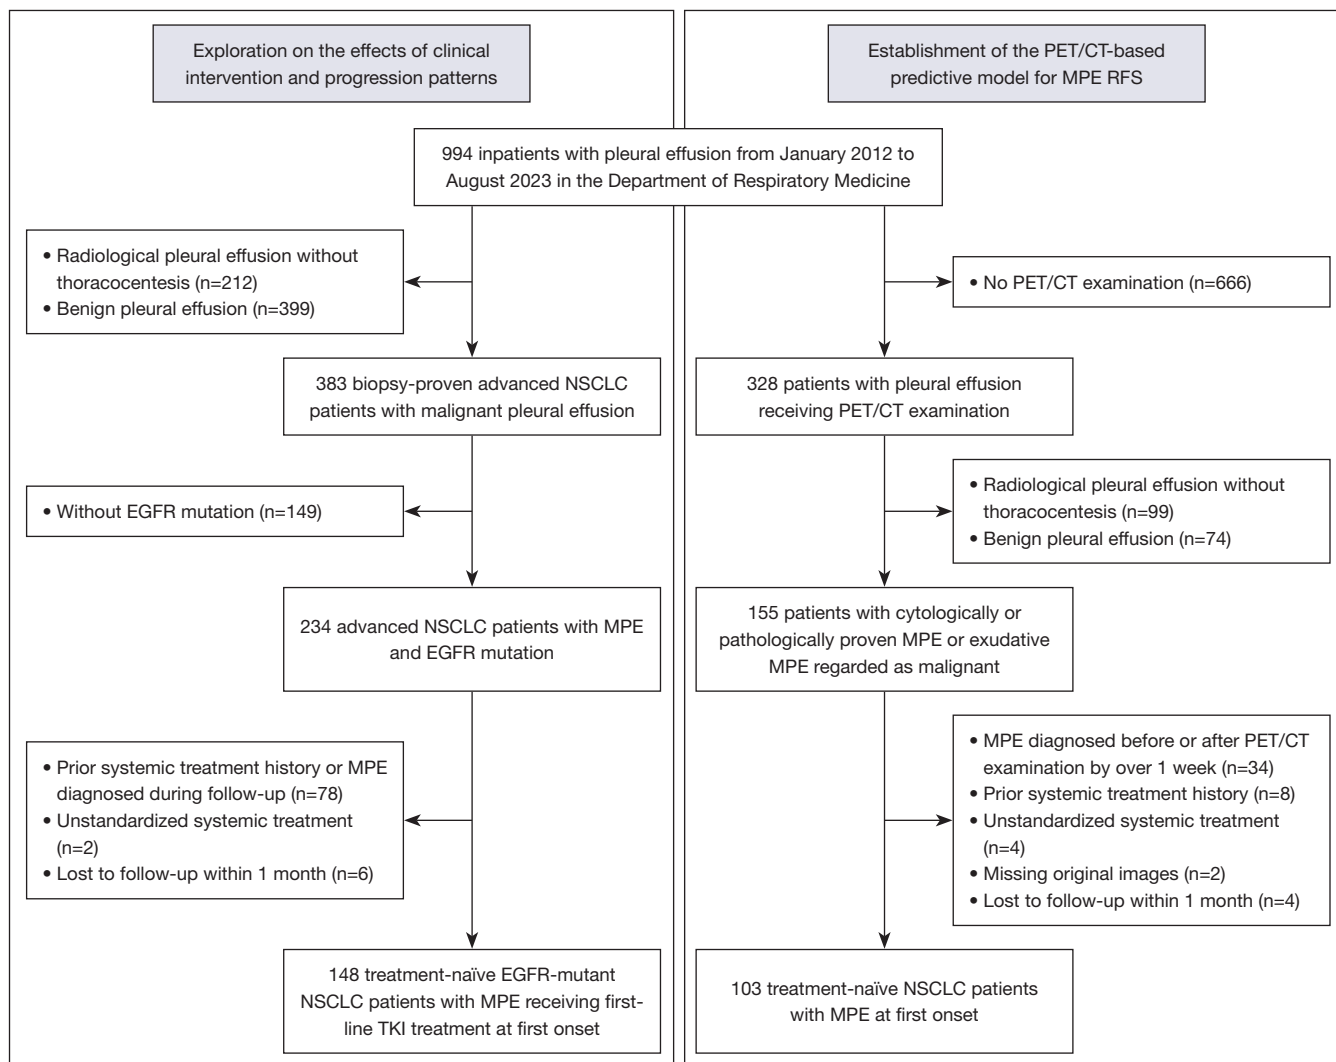 Exploration on the effects of clinical
intervention and progression patterns
Establishment of the PET/CT-based
predictive model for MPE RFS
994 inpatients with pleural effusion from January 2012 to
August 2023 in the Department of Respiratory Medicine
• Radiological pleural effusion without
thoracocentesis (n=212)
• Benign pleural effusion (n=399)
• No PET/CT examination (n=666)
383 biopsy-proven advanced NSCLC
patients with malignant pleural effusion
328 patients with pleural effusion
receiving PET/CT examination
• Without EGFR mutation (n=149)
• Radiological pleural effusion without
thoracocentesis (n=99)
• Benign pleural effusion (n=74)
234 advanced NSCLC patients with MPE
and EGFR mutation
155 patients with cytologically or
pathologically proven MPE or exudative
MPE regarded as malignant
• Prior systemic treatment history or MPE
diagnosed during follow-up (n=78)
• Unstandardized systemic treatment
(n=2)
• Lost to follow-up within 1 month (n=6)
• MPE diagnosed before or after PET/CT
examination by over 1 week (n=34)
• Prior systemic treatment history (n=8)
• Unstandardized systemic treatment
(n=4)
• Missing original images (n=2)
• Lost to follow-up within 1 month (n=4)
148 treatment-naïve EGFR-mutant
NSCLC patients with MPE receiving first-
line TKI treatment at first onset
103 treatment-naïve NSCLC patients
with MPE at first onset